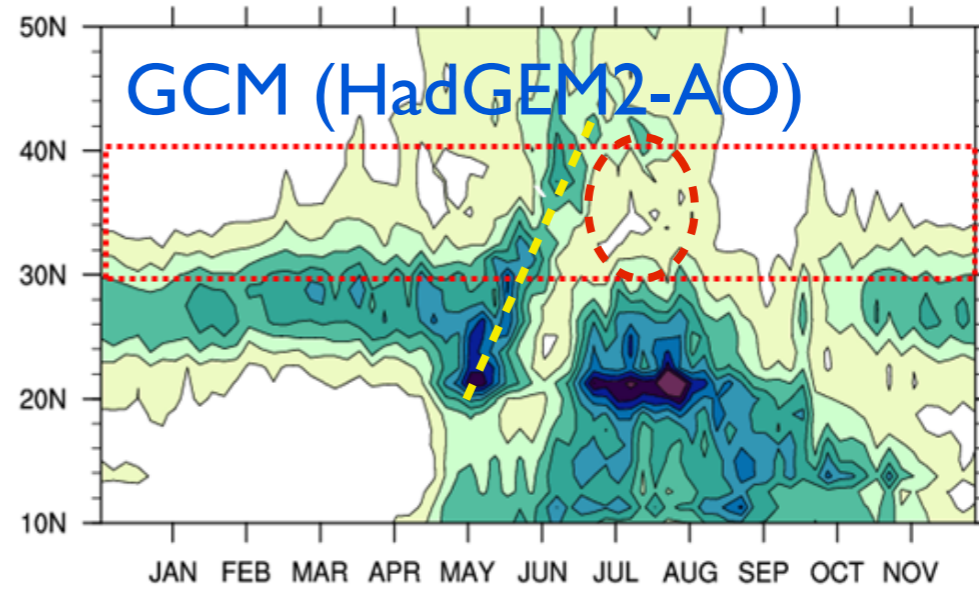 50N
GCM (HadGEM2-AO)
40N
30N
20N
10N
JAN FEB MAR APR MAY JUN JUL AUG SEP OCT NOV